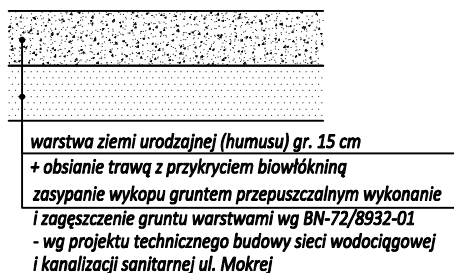 warstwa ziemi urodzajnej (humusu) gr. 15 cm
+ obsianie trawą z przykryciem biowłókniną
zasypanie wykopu gruntem przepuszczalnym wykonanie
i zagęszczenie gruntu warstwami wg BN-72/8932-01
- wg projektu technicznego budowy sieci wodociągowej
i kanalizacji sanitarnej ul. Mokrej